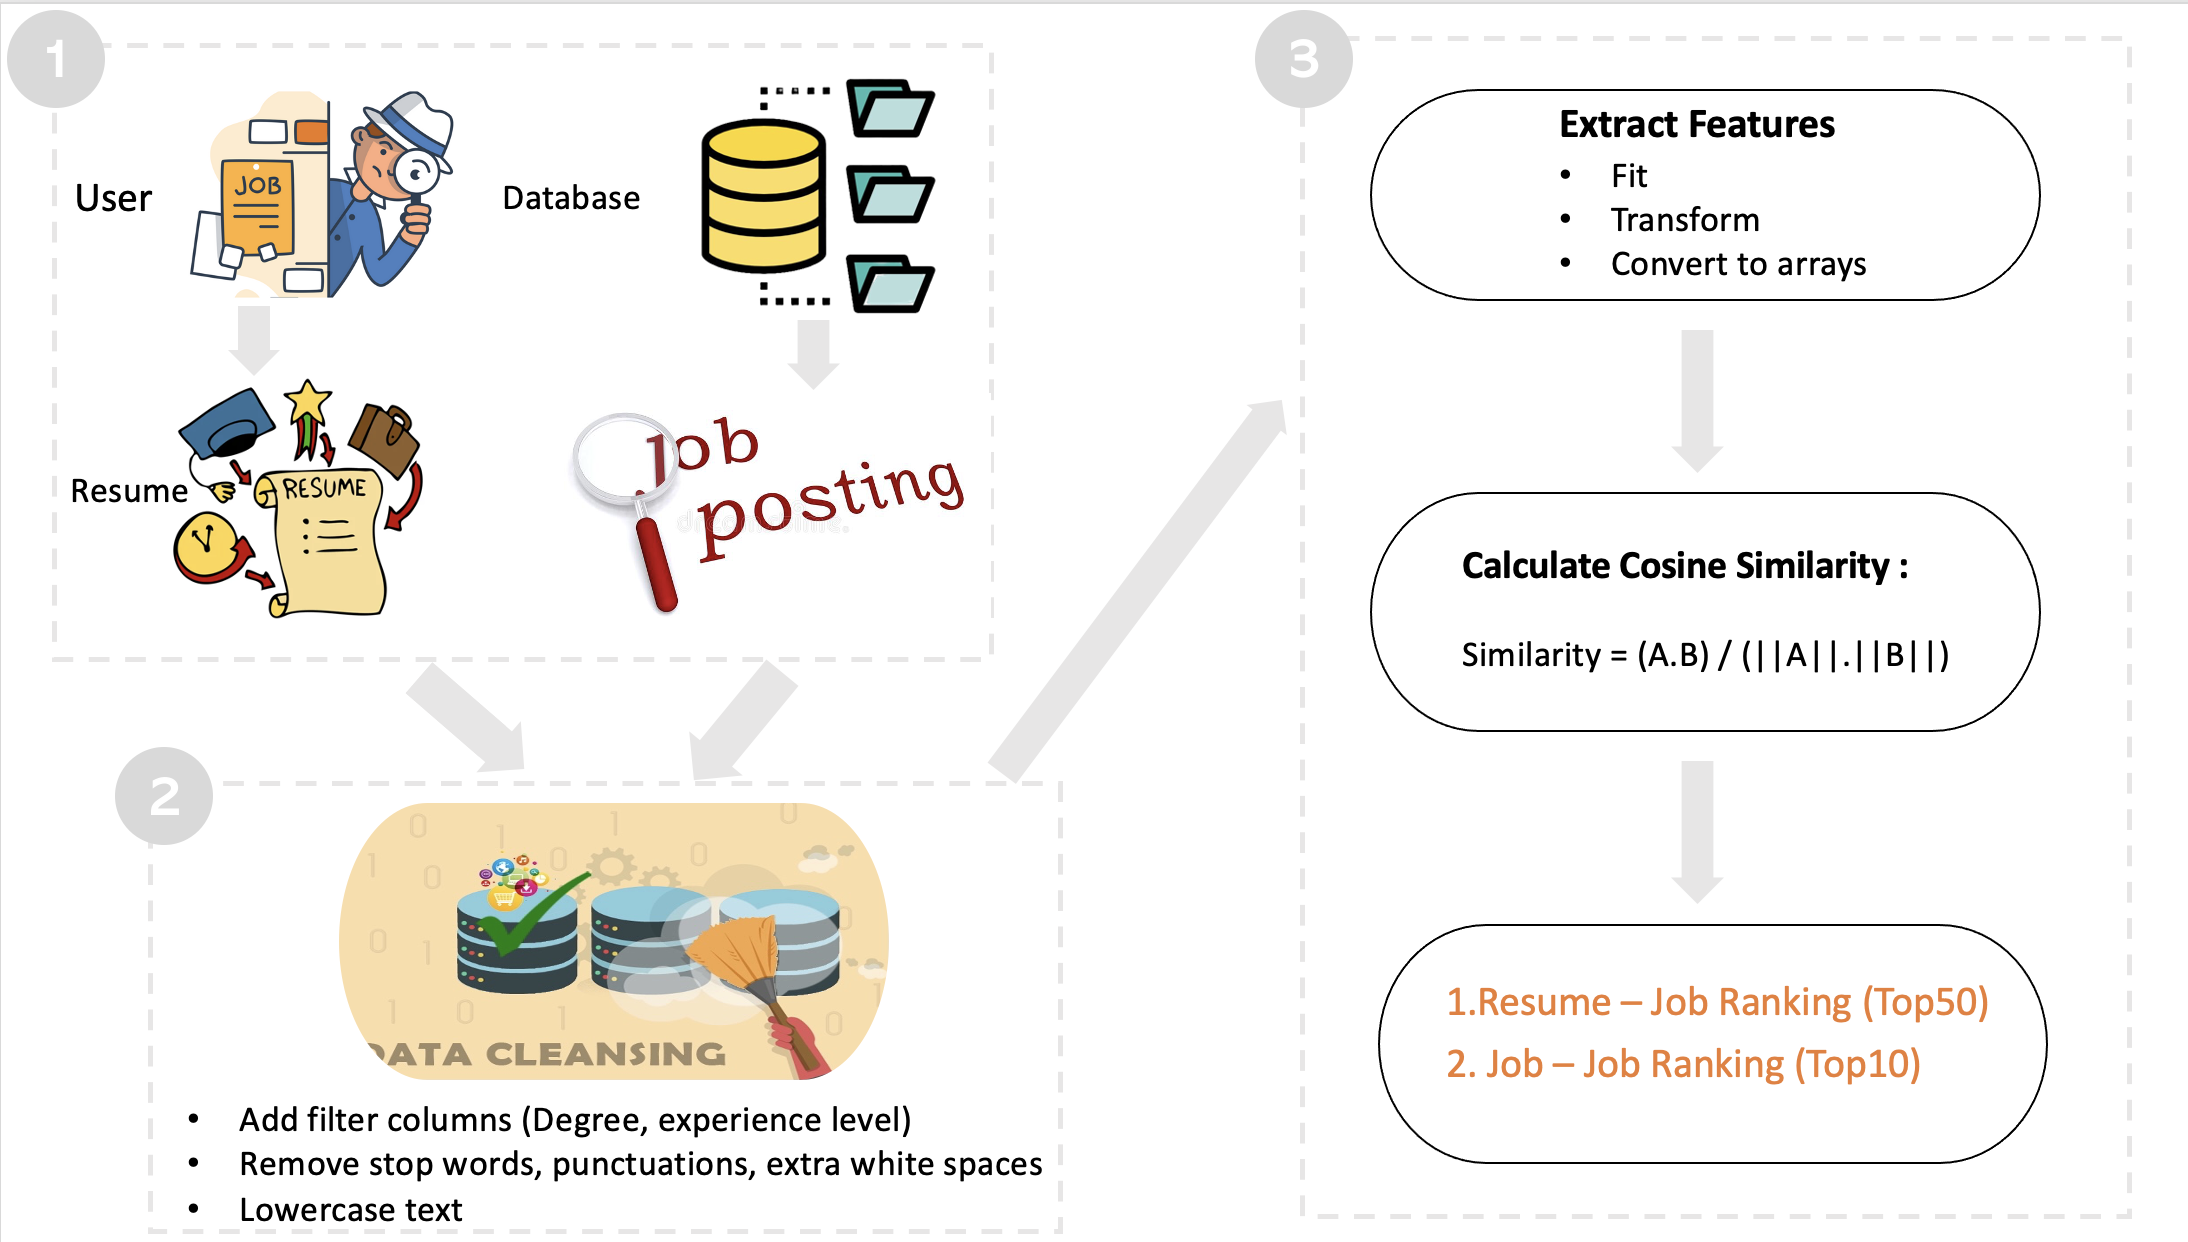 1
User
JOB
Database
Resume
RESUME
job
posting
2
DATA CLEANSING
• Add filter columns (Degree, experience level)
• Remove stop words, punctuations, extra white spaces
• Lowercase text
3
Extract Features
• Fit
• Transform
• Convert to arrays
Calculate Cosine Similarity :
Similarity = (A.B) / (||A||.||B||)
1.Resume – Job Ranking (Top50)
2. Job – Job Ranking (Top10)